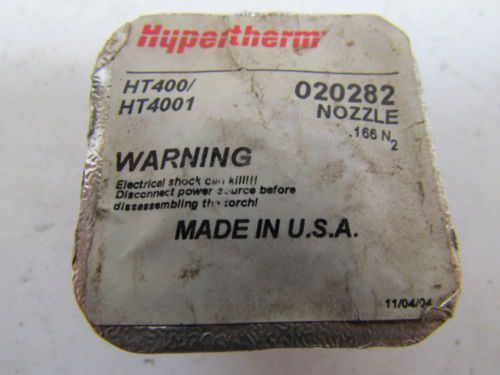 Hypertherm
HT400/
HT4001
020282
NOZZLE
.166 N2
WARNING
Electrical shock can kill!!!!
Disconnect power source before
disassembling the torch!
MADE IN U.S.A.
11/04/04